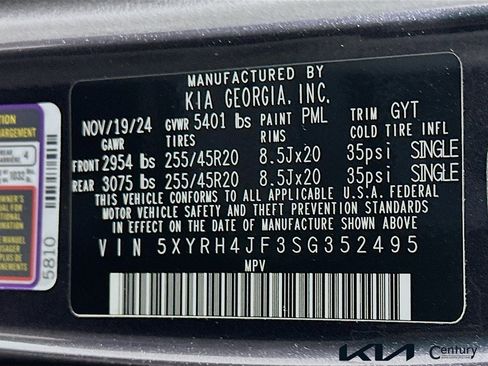 MANUFACTURED BY
KIA GEORGIA, INC.
NOV/19/24 GVWR 5401 lbs PAINT PML TRIM GYT
GAWR TIRES RIMS COLD TIRE INFL
FRONT 2954 lbs 255/45R20 8.5Jx20 35psi SINGLE
REAR 3075 lbs 255/45R20 8.5Jx20 35psi SINGLE
THIS VEHICLE CONFORMS TO ALL APPLICABLE U.S.A. FEDERAL
MOTOR VEHICLE SAFETY AND THEFT PREVENTION STANDARDS
IN EFFECT ON THE DATE OF MANUFACTURE SHOWN ABOVE
VIN 5XYRH4JF3SG352495
MPV
5810
KIA Century